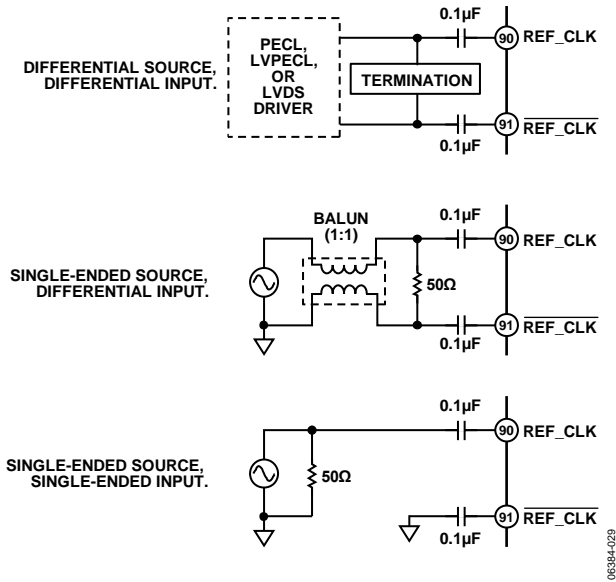 0.1µF
90 REF_CLK
PECL,
LVPECL,
OR
LVDS
DRIVER
DIFFERENTIAL SOURCE,
DIFFERENTIAL INPUT.
TERMINATION
91 REF_CLK
0.1µF
BALUN
(1:1)
0.1µF
90 REF_CLK
SINGLE-ENDED SOURCE,
DIFFERENTIAL INPUT.
50Ω
91 REF_CLK
0.1µF
0.1µF
90 REF_CLK
SINGLE-ENDED SOURCE,
SINGLE-ENDED INPUT.
50Ω
91 REF_CLK
0.1µF
06384-029